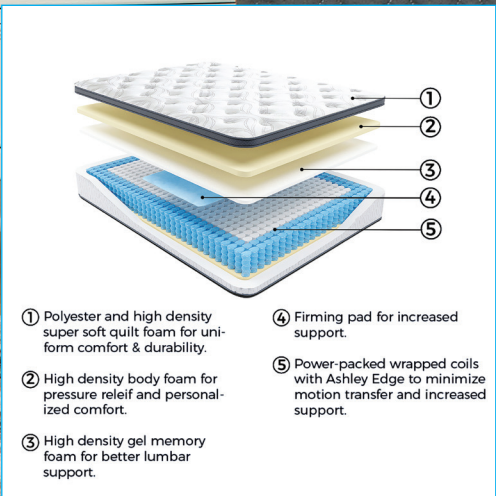 ①
②
③
④
⑤
① Polyester and high density
super soft quilt foam for uni-
form comfort & durability.
② High density body foam for
pressure releif and personal-
ized comfort.
③ High density gel memory
foam for better lumbar
support.
④ Firming pad for increased
support.
⑤ Power-packed wrapped coils
with Ashley Edge to minimize
motion transfer and increased
support.